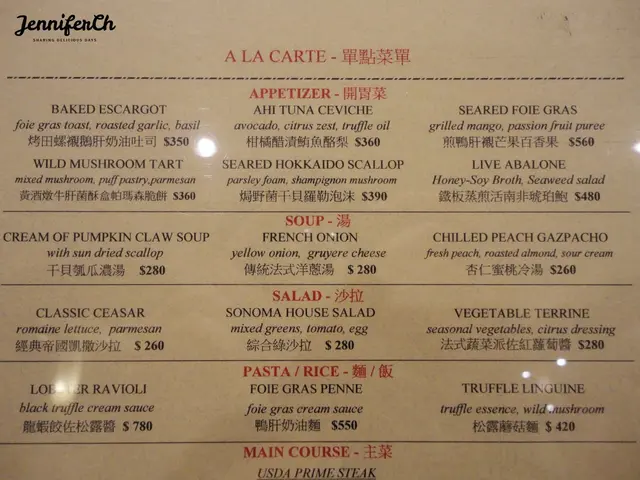 JenniferCh
SHARING DELICIOUS DAYS
A LA CARTE - 單點菜單
APPETIZER - 開胃菜
BAKED ESCARGOT
foie gras toast, roasted garlic, basil
烤田螺襯鵝肝奶油吐司 $350
AHI TUNA CEVICHE
avocado, citrus zest, truffle oil
柑橘醋漬鮪魚酪梨 $360
SEARED FOIE GRAS
grilled mango, passion fruit puree
煎鴨肝襯芒果百香果 $560
WILD MUSHROOM TART
mixed mushroom, puff pastry,parmesan
黃酒燉牛肝菌酥盒帕瑪森脆餅 $360
SEARED HOKKAIDO SCALLOP
parsley foam, shampignon mushroom
焗野菌干貝羅勒泡沫 $390
LIVE ABALONE
Honey-Soy Broth, Seaweed salad
鐵板蒸煎活南非琥珀鮑 $480
SOUP - 湯
CREAM OF PUMPKIN CLAW SOUP
with sun dried scallop
干貝瓠瓜濃湯 $280
FRENCH ONION
yellow onion, gruyere cheese
傳統法式洋蔥湯 $ 280
CHILLED PEACH GAZPACHO
fresh peach, roasted almond, sour cream
杏仁蜜桃冷湯 $260
SALAD - 沙拉
CLASSIC CEASAR
romaine lettuce, parmesan
經典帝國凱撒沙拉 $ 260
SONOMA HOUSE SALAD
mixed greens, tomato, egg
綜合綠沙拉 $ 280
VEGETABLE TERRINE
seasonal vegetables, citrus dressing
法式蔬菜派佐紅蘿蔔醬 $280
PASTA / RICE - 麵 / 飯
LOBSTER RAVIOLI
black truffle cream sauce
龍蝦餃佐松露醬 $ 780
FOIE GRAS PENNE
foie gras cream sauce
鴨肝奶油麵 $550
TRUFFLE LINGUINE
truffle essence, wild mushroom
松露蘑菇麵 $ 420
MAIN COURSE - 主菜
USDA PRIME STEAK